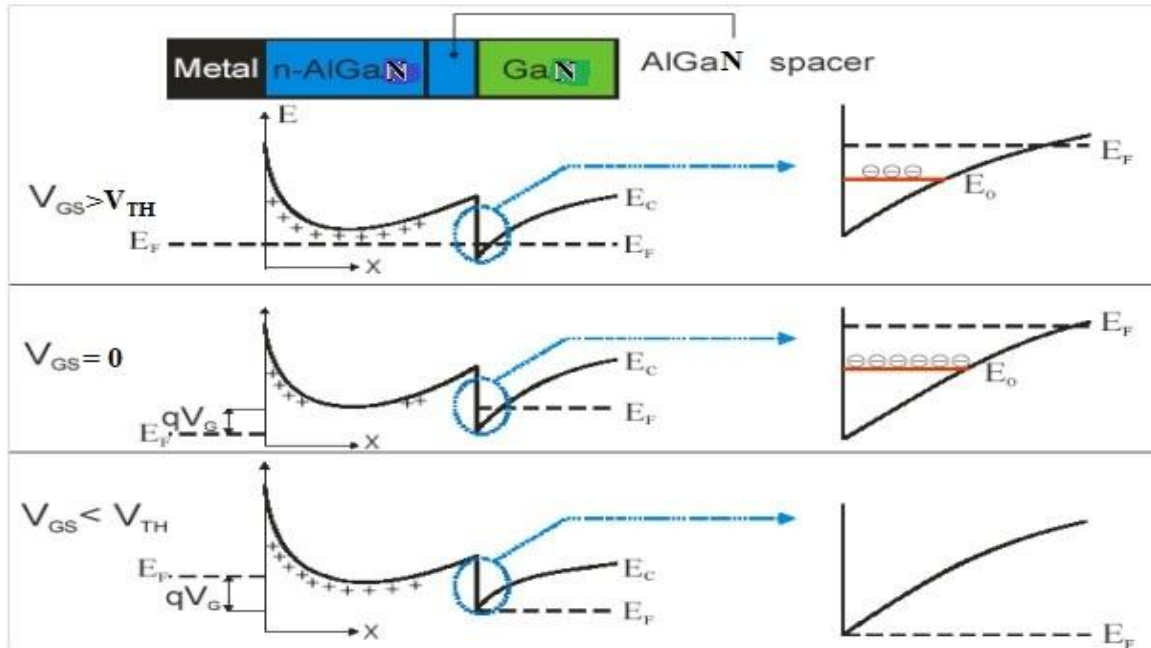 Metal n-AlGaN GaN AlGaN spacer
E
V_GS>V_TH
E_F
X
E_C
E_F
E_F
E_0
V_GS = 0
qV_G
E_F
X
E_C
E_F
E_F
E_0
V_GS < V_TH
E_F
qV_G
X
E_C
E_F
E_F